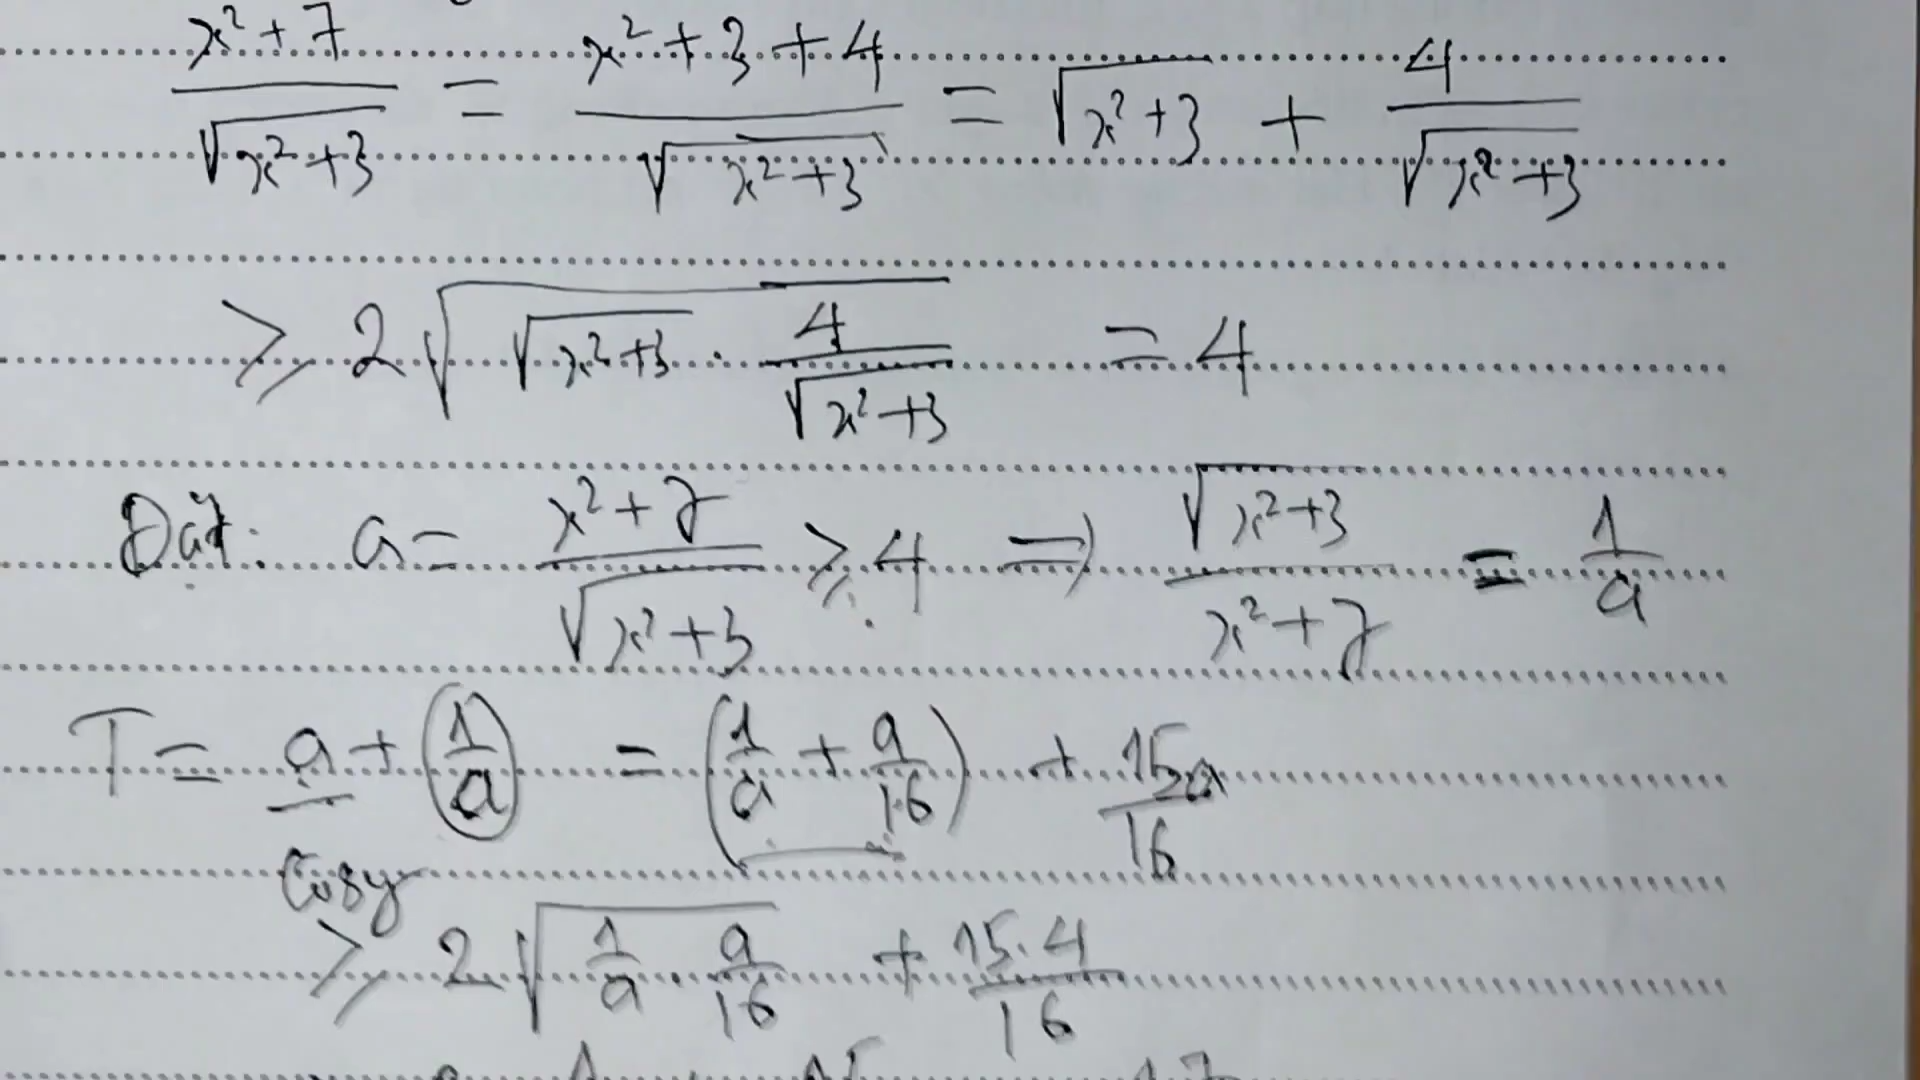 x² + 7 / √(x² + 3) = x² + 3 + 4 / √(x² + 3) = √(x² + 3) + 4 / √(x² + 3)
≥ 2 √( √(x² + 3) . 4 / √(x² + 3) ) = 4
Đặt: a = x² + 7 / √(x² + 3) ≥ 4 ⇒ √(x² + 3) / x² + 7 = 1/a
T = a + 1/a = (1/a + a/16) + 15a/16
Cosy
≥ 2 √( 1/a . a/16 ) + 15.4/16